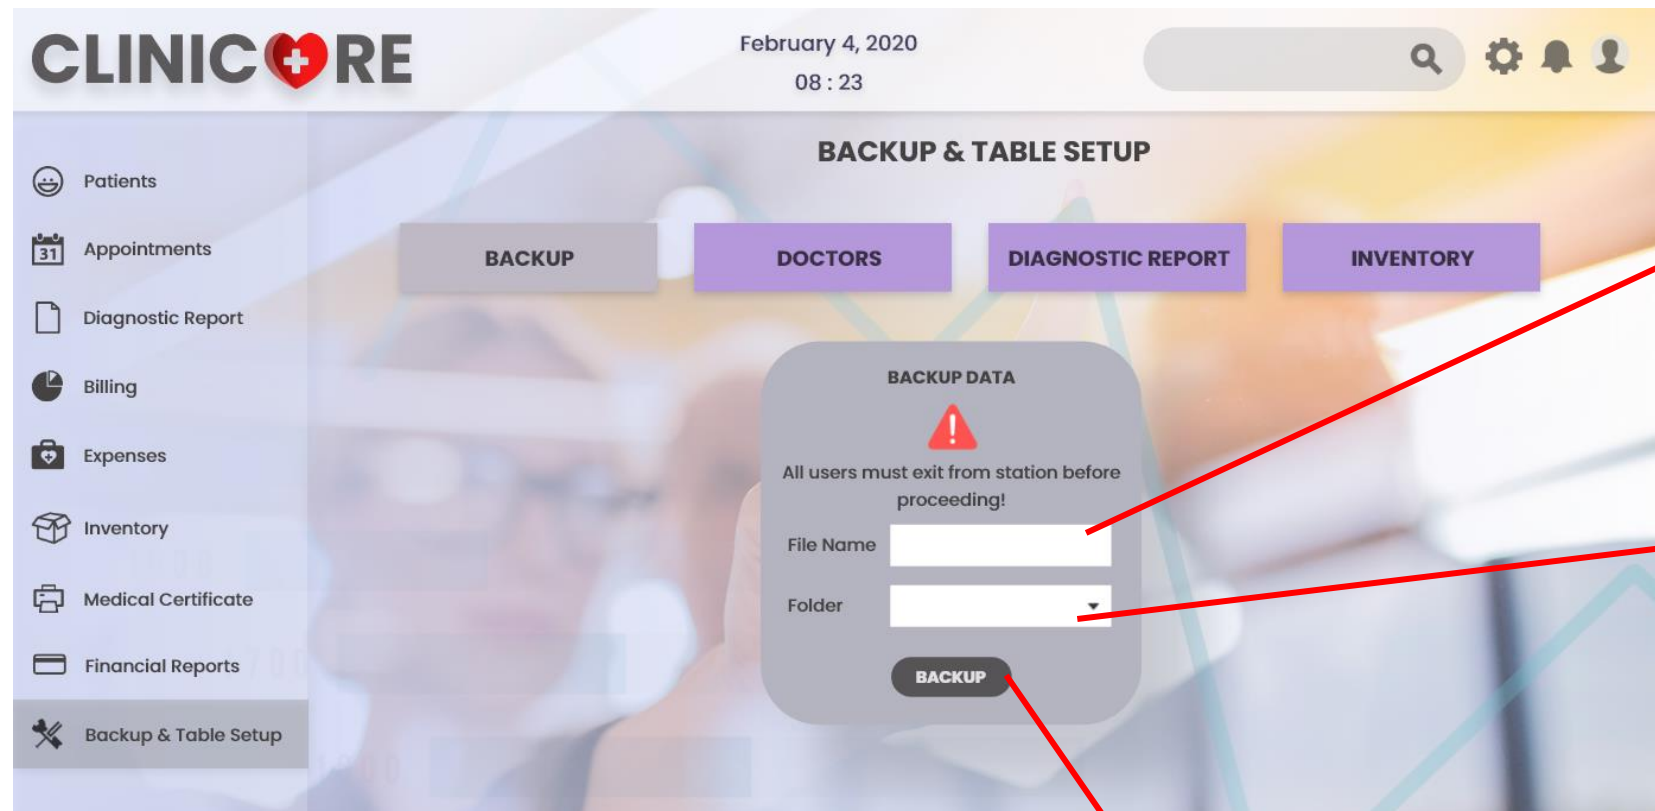 CLINICORE
February 4, 2020
08 : 23
BACKUP & TABLE SETUP
Patients
31
Appointments
Diagnostic Report
Billing
Expenses
Inventory
Medical Certificate
Financial Reports
Backup & Table Setup
BACKUP
DOCTORS
DIAGNOSTIC REPORT
INVENTORY
BACKUP DATA
All users must exit from station before
proceeding!
File Name
Folder
BACKUP